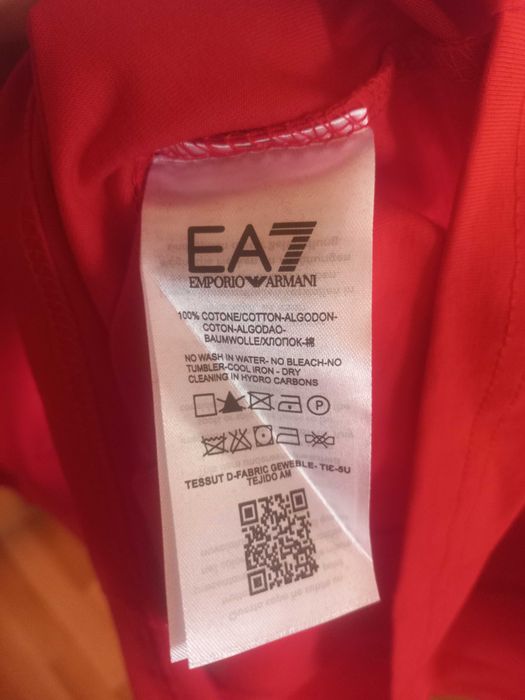 EA7
EMPORIO ARMANI
100% COTONE/COTTON-ALGODON-
COTON-ALGODAO-
BAUMWOLLE/ХЛОПОК-棉
NO WASH IN WATER- NO BLEACH-NO
TUMBLER-COOL IRON - DRY
CLEANING IN HYDRO CARBONS
P
TESSUT D-FABRIC GEWEBLE- TIE-5U
TEJIDO AM